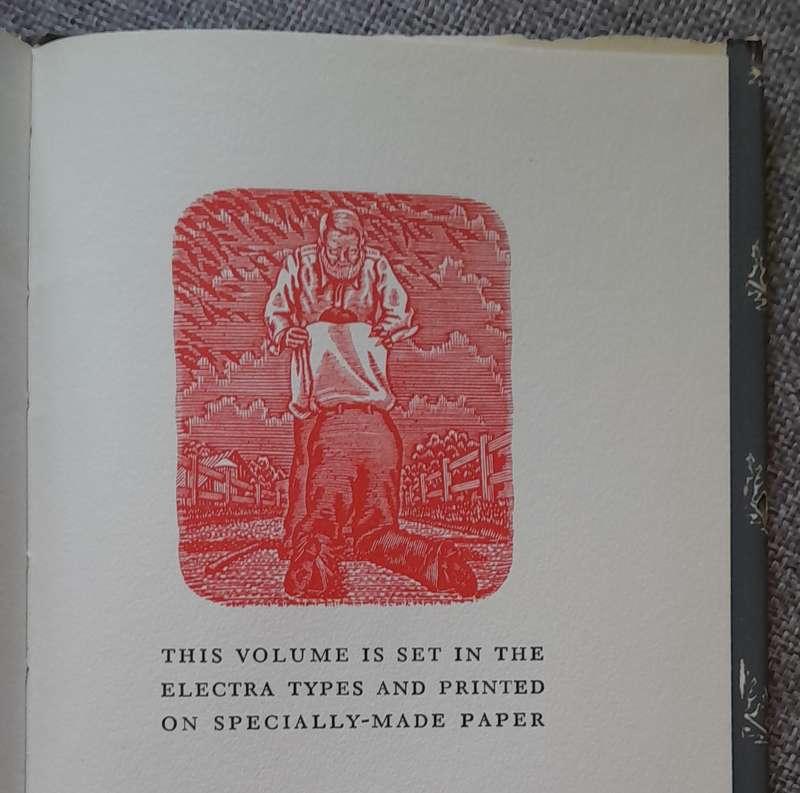 THIS VOLUME IS SET IN THE
ELECTRA TYPES AND PRINTED
ON SPECIALLY-MADE PAPER